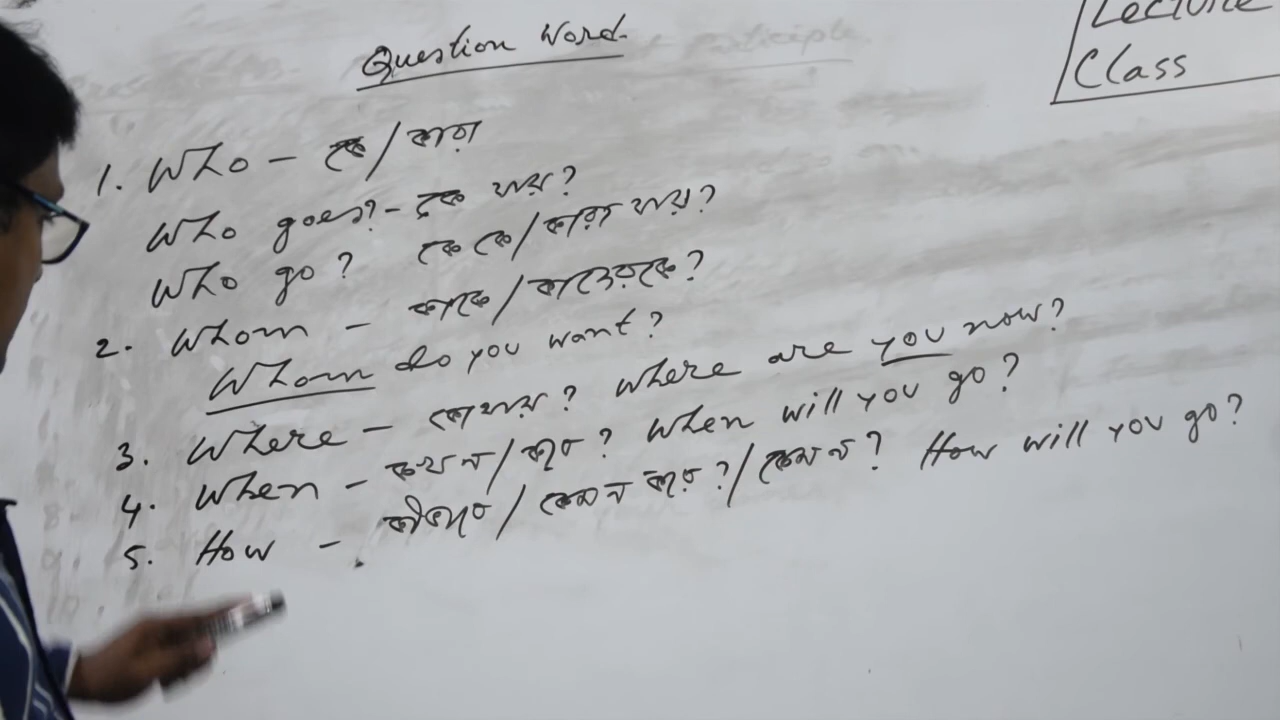 Question Word.
Lecture
Class
1. Who – কে/কারা
Who goes? – কে যায়?
Who go? কে কে/কারা যায়?
2. Whom – কাকে/কাদেরকে?
Whom do you want?
3. Where – কোথায়? Where are you now?
4. When – কখন/কবে? When will you go?
5. How – কীভাবে/কেমন করে?/কেমন? How will you go?